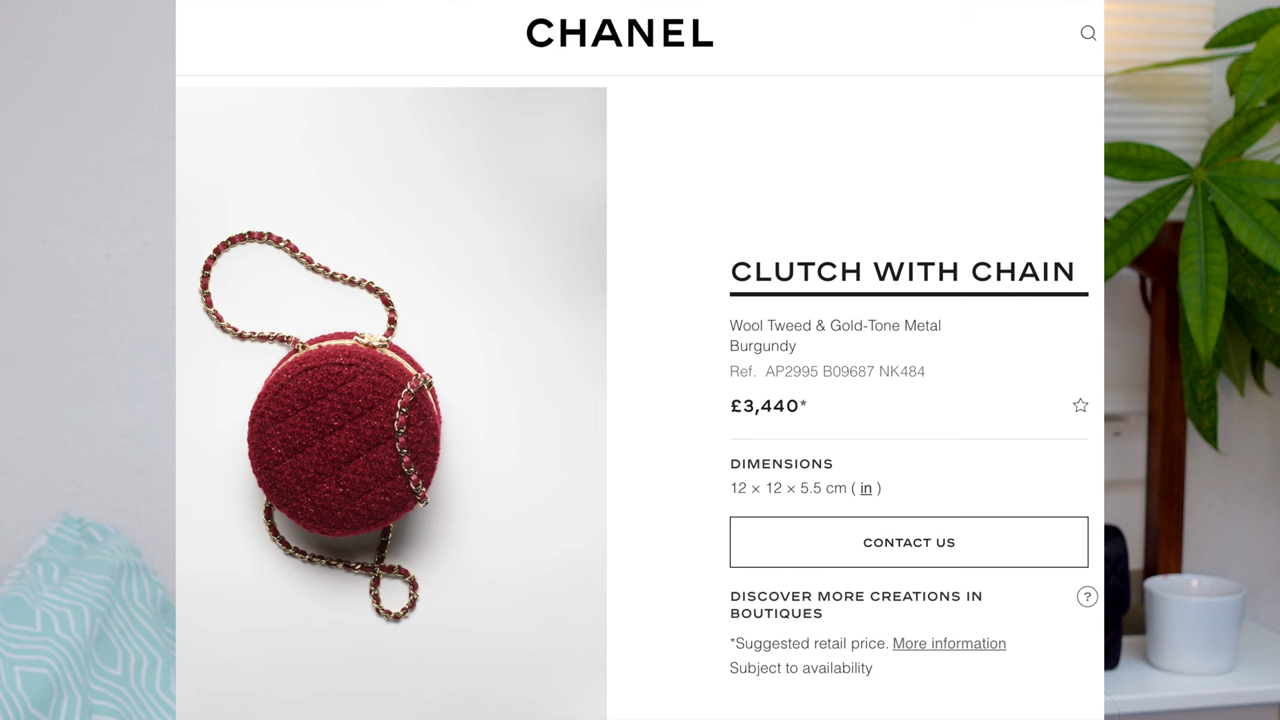 CHANEL
CLUTCH WITH CHAIN
Wool Tweed & Gold-Tone Metal
Burgundy
Ref. AP2995 B09687 NK484
£3,440*
DIMENSIONS
12 × 12 × 5.5 cm ( in )
CONTACT US
DISCOVER MORE CREATIONS IN
BOUTIQUES
?
*Suggested retail price. More information
Subject to availability